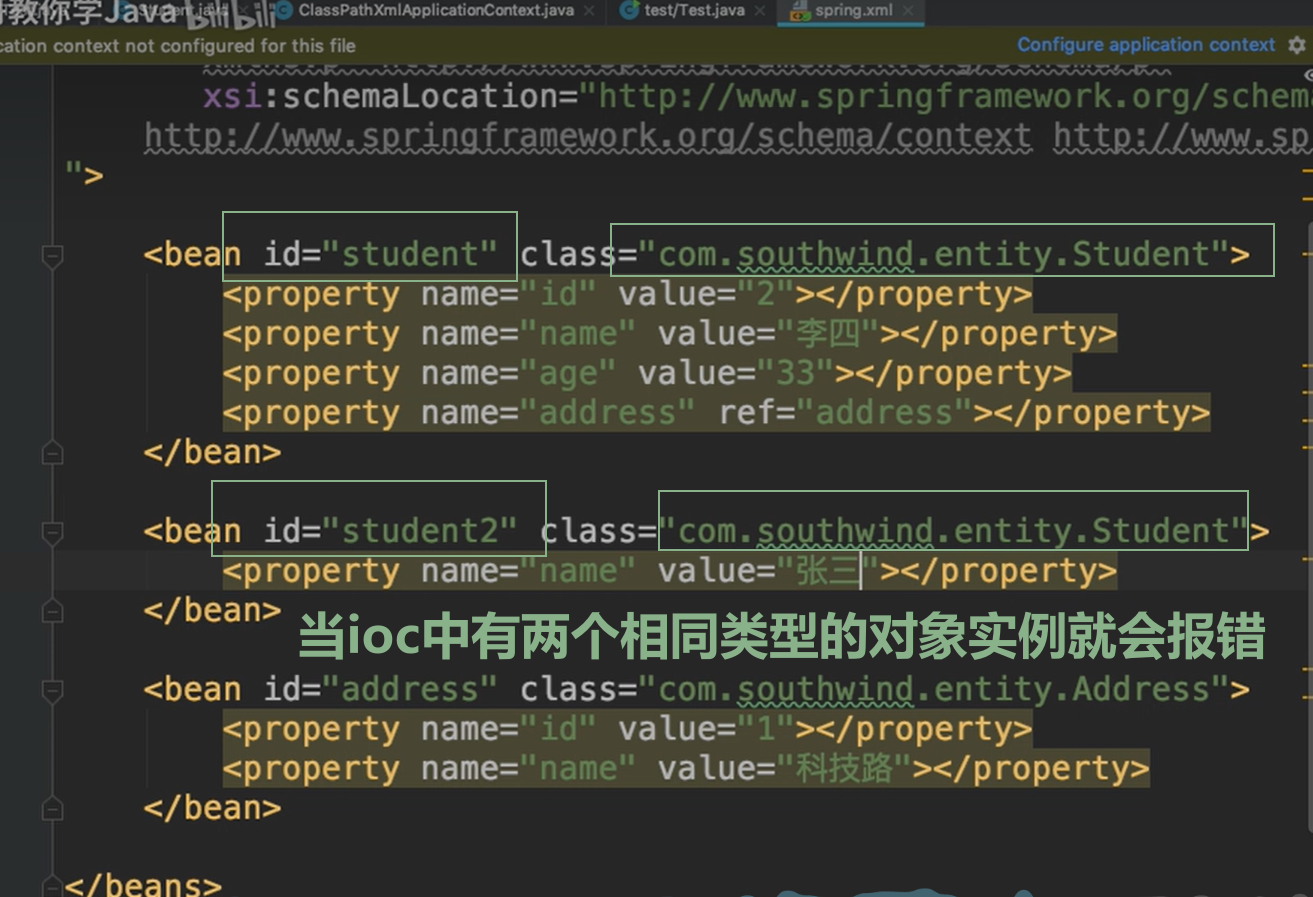 教你学Java bilibili ClassPathXmlApplicationContext.java test/Test.java spring.xml
cation context not configured for this file Configure application context
xsi:schemaLocation="http://www.springframework.org/schem
http://www.springframework.org/schema/context http://www.sp
">
<bean id="student" class="com.southwind.entity.Student">
<property name="id" value="2"></property>
<property name="name" value="李四"></property>
<property name="age" value="33"></property>
<property name="address" ref="address"></property>
</bean>
<bean id="student2" class="com.southwind.entity.Student">
<property name="name" value="张三"></property>
</bean>
当ioc中有两个相同类型的对象实例就会报错
<bean id="address" class="com.southwind.entity.Address">
<property name="id" value="1"></property>
<property name="name" value="科技路"></property>
</bean>
</beans>